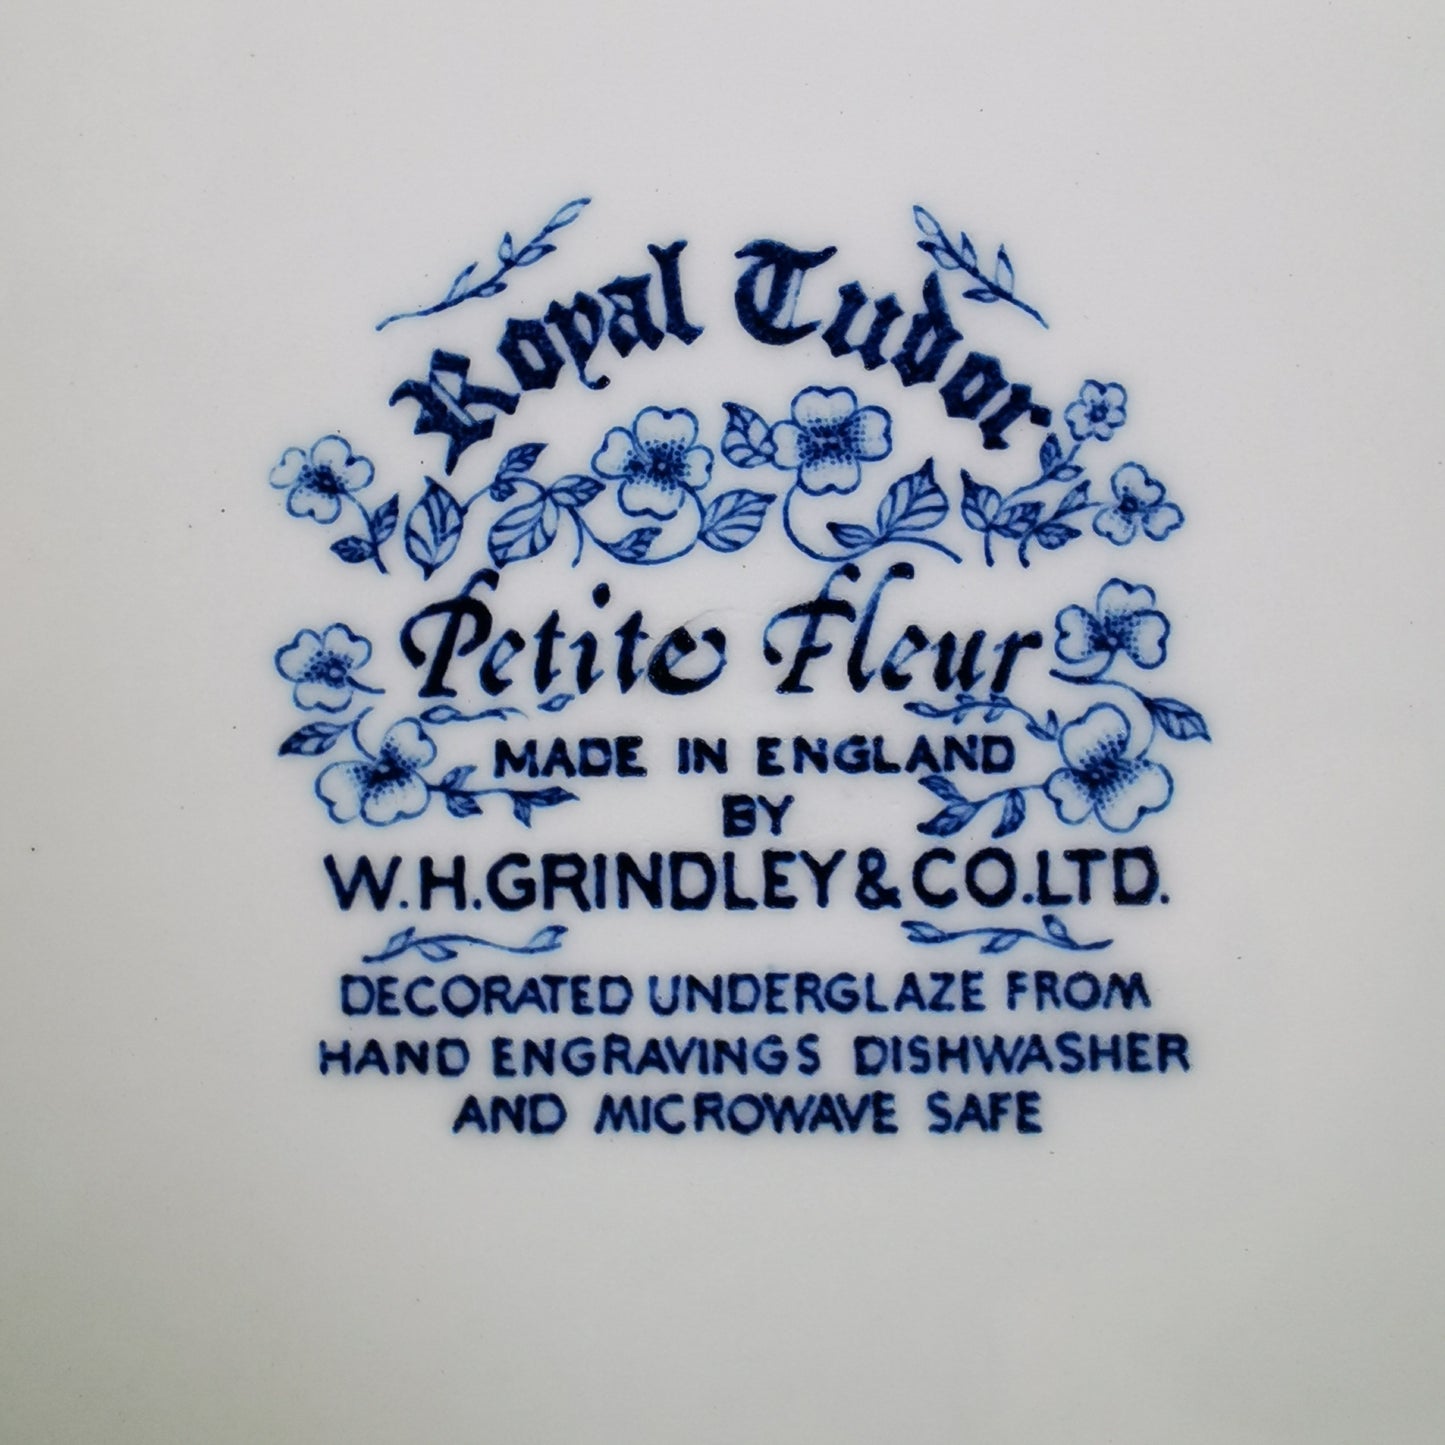 Royal Tudor
Petite Fleur
MADE IN ENGLAND
BY
W.H.GRINDLEY & CO.LTD.
DECORATED UNDERGLAZE FROM
HAND ENGRAVINGS DISHWASHER
AND MICROWAVE SAFE